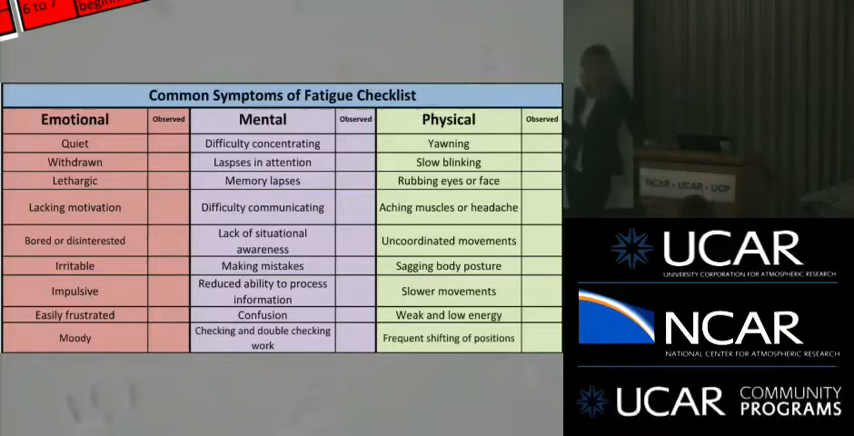 6 to 7
Common Symptoms of Fatigue Checklist
Emotional Observed Mental Observed Physical Observed
Quiet Difficulty concentrating Yawning
Withdrawn Laspses in attention Slow blinking
Lethargic Memory lapses Rubbing eyes or face
Lacking motivation Difficulty communicating Aching muscles or headache
Bored or disinterested Lack of situational awareness Uncoordinated movements
Irritable Making mistakes Sagging body posture
Impulsive Reduced ability to process information Slower movements
Easily frustrated Confusion Weak and low energy
Moody Checking and double checking work Frequent shifting of positions
NCAR • UCAR • UCP
UCAR
UNIVERSITY CORPORATION FOR ATMOSPHERIC RESEARCH
NCAR
NATIONAL CENTER FOR ATMOSPHERIC RESEARCH
UCAR COMMUNITY PROGRAMS